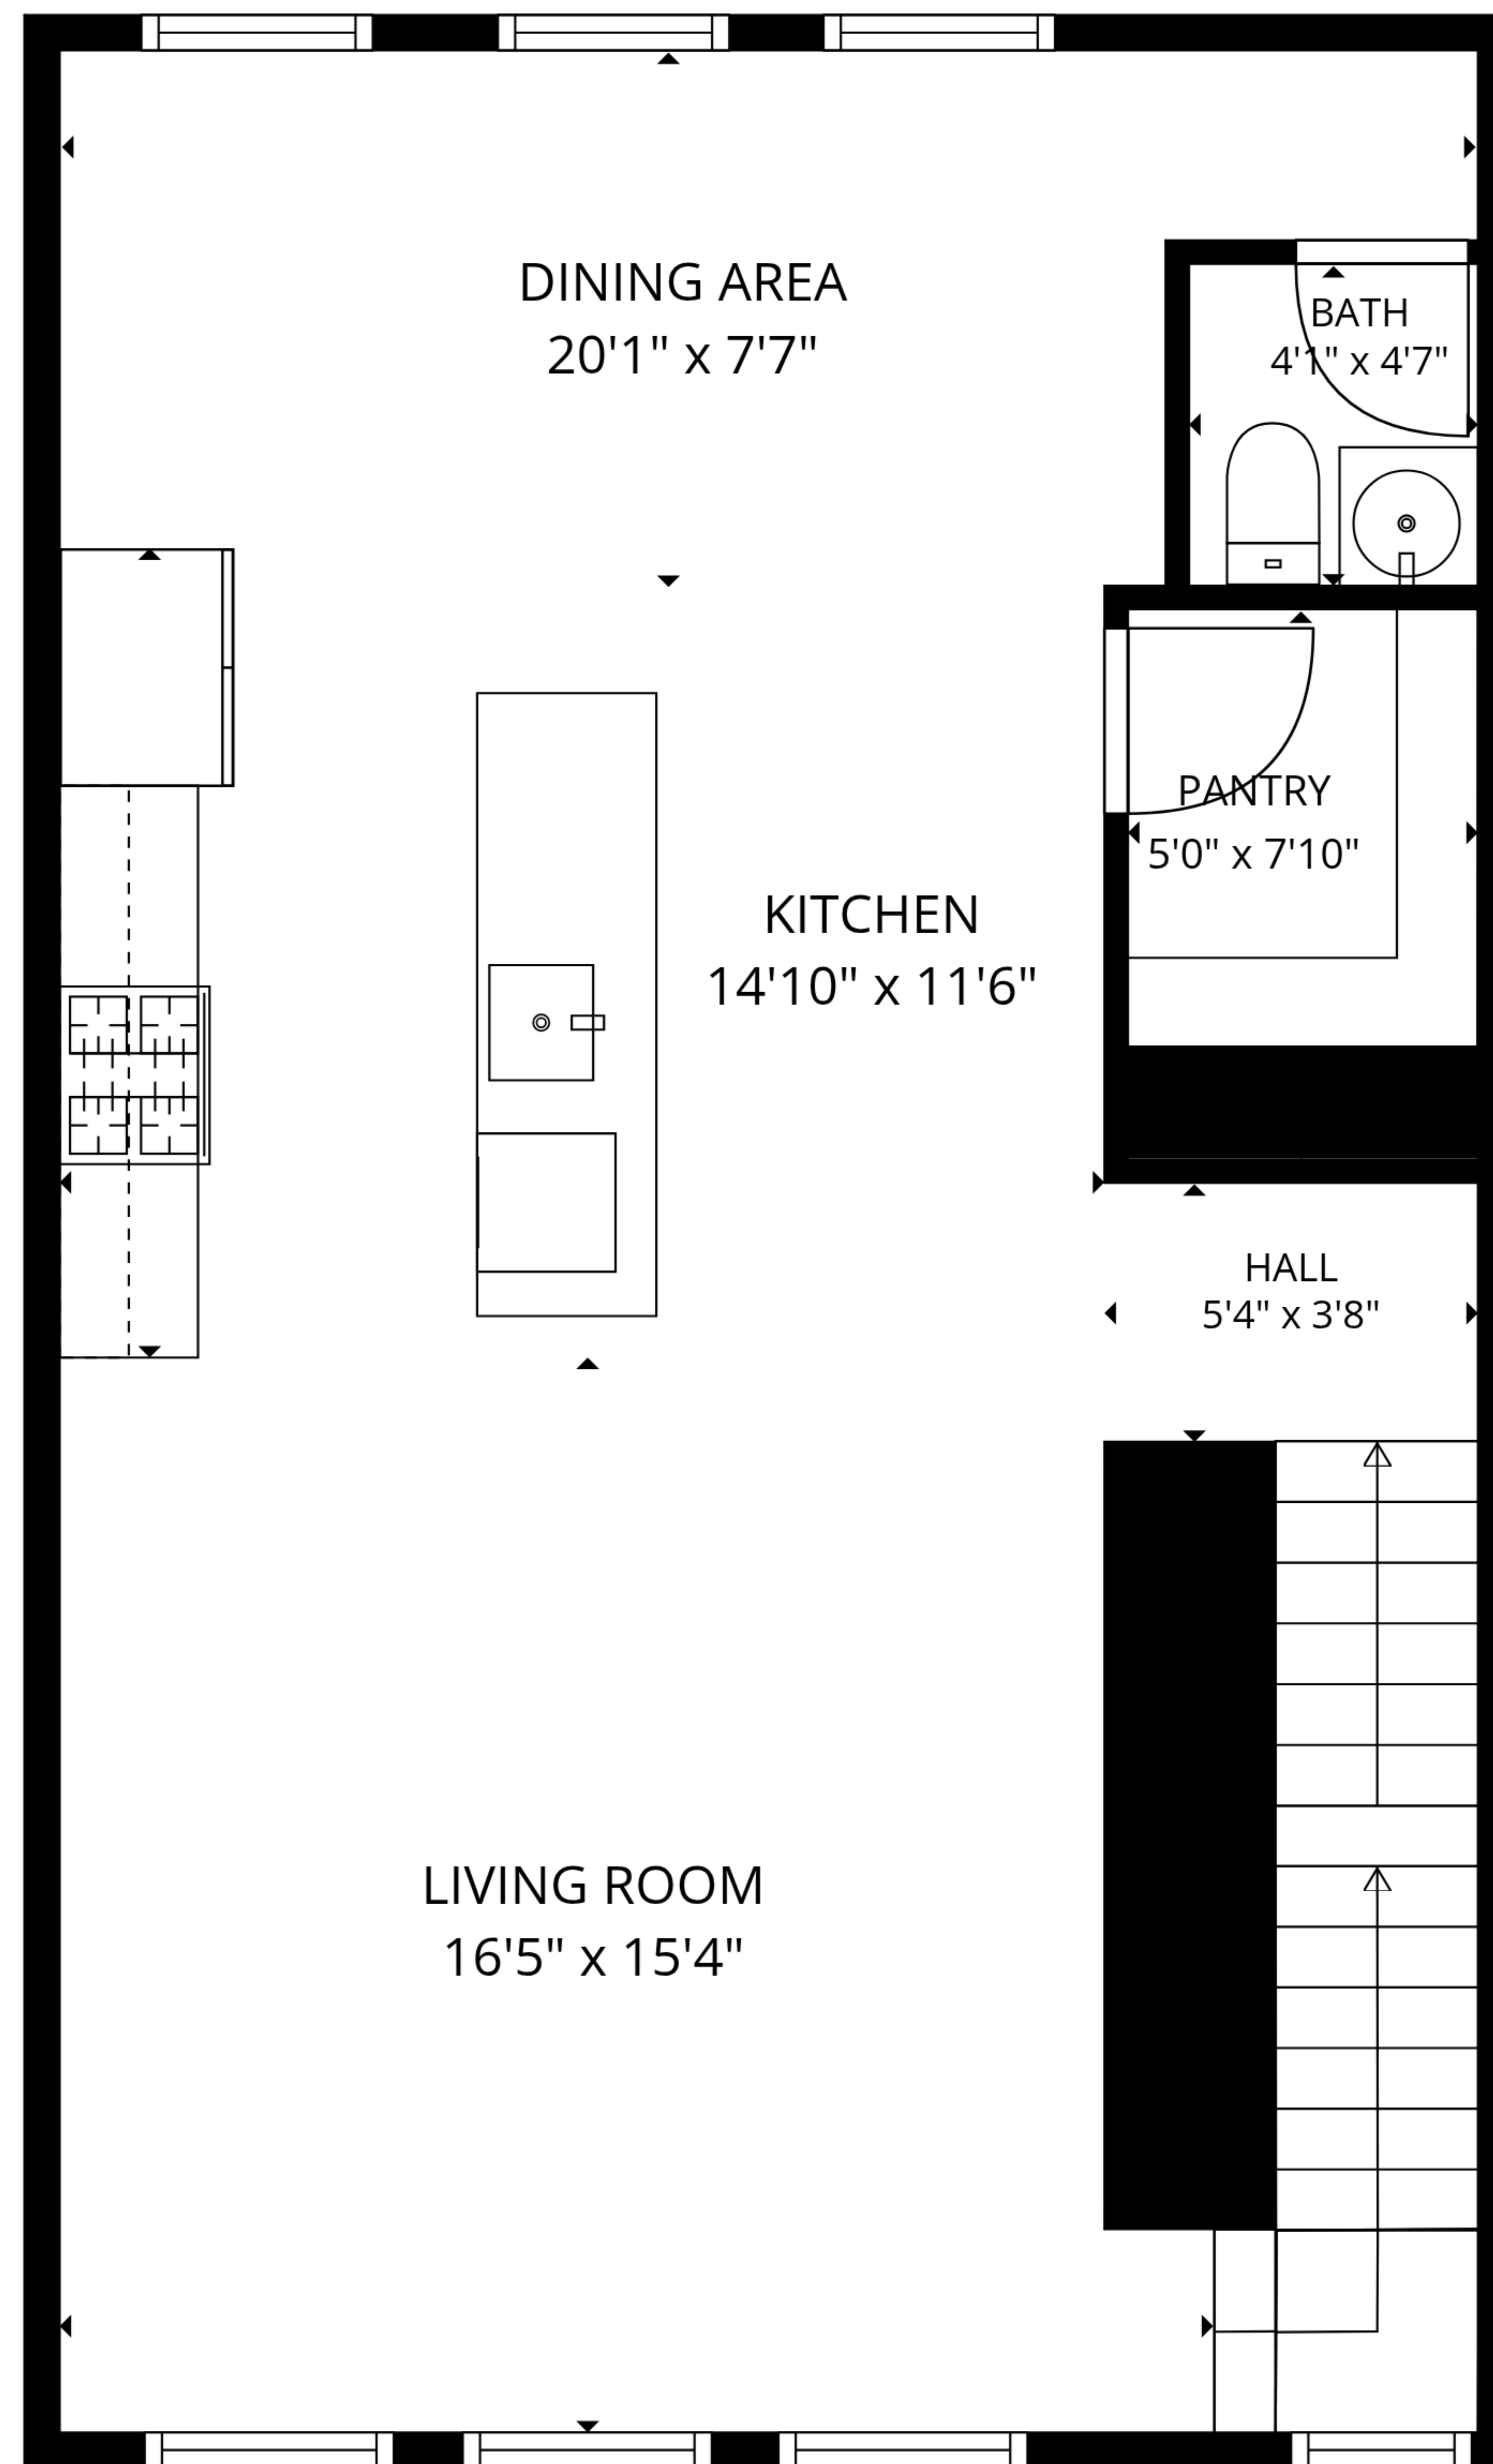 DINING AREA
20'1" x 7'7"
BATH
4'1" x 4'7"
PANTRY
5'0" x 7'10"
KITCHEN
14'10" x 11'6"
HALL
5'4" x 3'8"
LIVING ROOM
16'5" x 15'4"